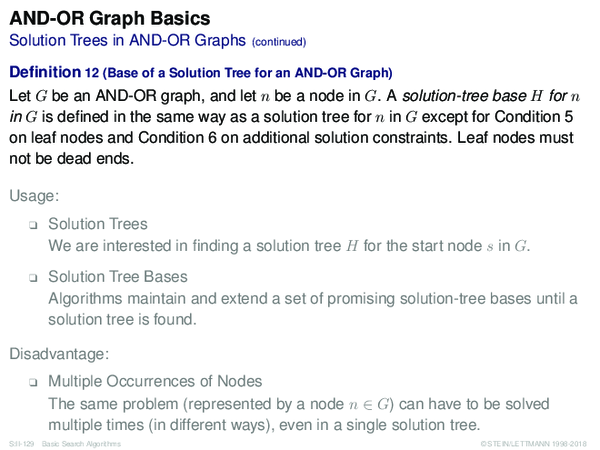 AND-OR Graph Basics
Solution Trees in AND-OR Graphs (continued)
Definition 12 (Base of a Solution Tree for an AND-OR Graph)
Let G be an AND-OR graph, and let n be a node in G. A solution-tree base H for n
in G is defined in the same way as a solution tree for n in G except for Condition 5
on leaf nodes and Condition 6 on additional solution constraints. Leaf nodes must
not be dead ends.
Usage:
❑ Solution Trees
We are interested in finding a solution tree H for the start node s in G.
❑ Solution Tree Bases
Algorithms maintain and extend a set of promising solution-tree bases until a
solution tree is found.
Disadvantage:
❑ Multiple Occurrences of Nodes
The same problem (represented by a node n ∈ G) can have to be solved
multiple times (in different ways), even in a single solution tree.
S:II-129 Basic Search Algorithms ©STEIN/LETTMANN 1998-2018